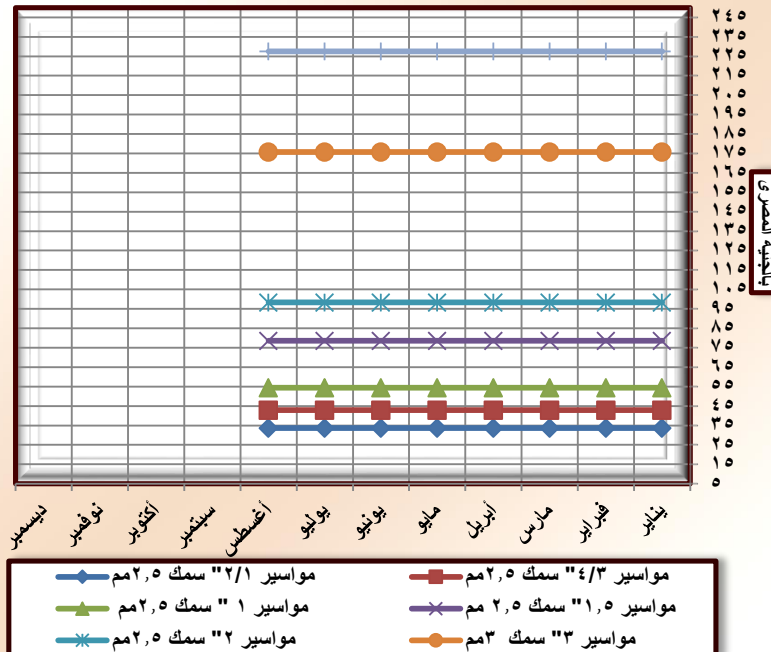 ٢٤٥
٢٣٥
٢٢٥
٢١٥
٢٠٥
١٩٥
١٨٥
١٧٥
١٦٥
١٥٥
١٤٥
١٣٥
١٢٥
١١٥
١٠٥
٩٥
٨٥
٧٥
٦٥
٥٥
٤٥
٣٥
٢٥
١٥
٥
بالجنيه المصرى
يناير
فبراير
مارس
أبريل
مايو
يونيو
يوليو
أغسطس
سبتمبر
أكتوبر
نوفمبر
ديسمبر
مواسير ٤/٣" سمك ٢,٥مم
مواسير ٢/١" سمك ٢,٥مم
مواسير ١,٥" سمك ٢,٥ مم
مواسير ١ " سمك ٢,٥مم
مواسير ٣" سمك ٣مم
مواسير ٢" سمك ٢,٥مم